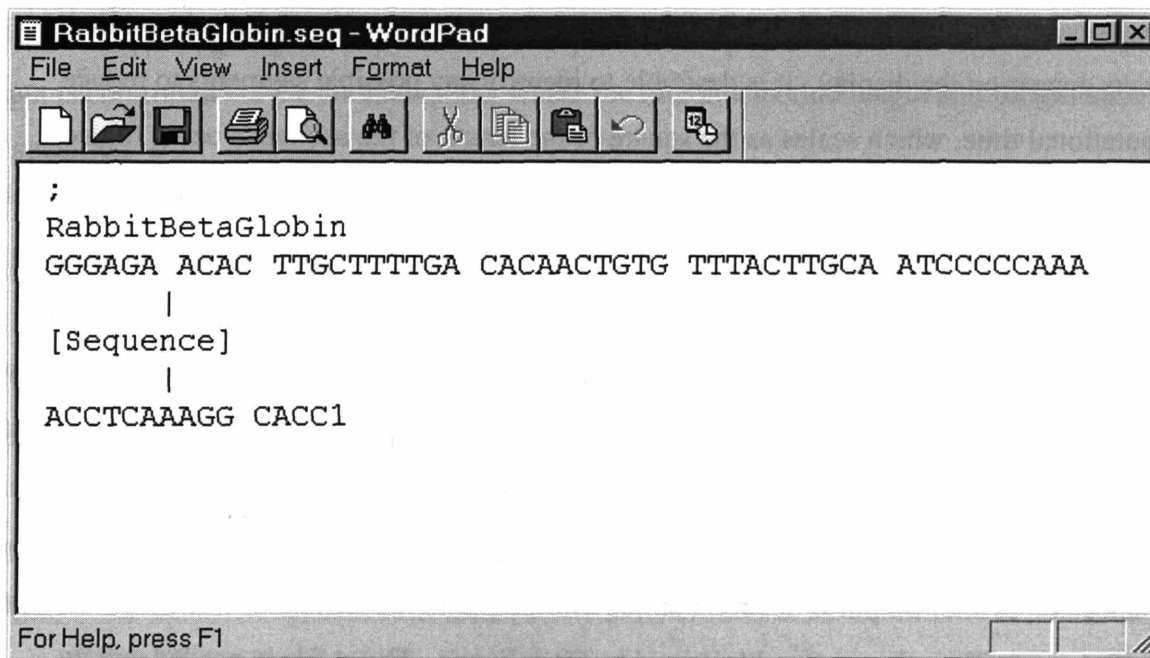 RabbitBetaGlobin.seq - WordPad
File Edit View Insert Format Help
;
RabbitBetaGlobin
GGGAGA ACAC TTGCTTTTGA CACAACTGTG TTTACTTGCA ATCCCCCAAA
|
[Sequence]
|
ACCTCAAAGG CACC1
For Help, press F1